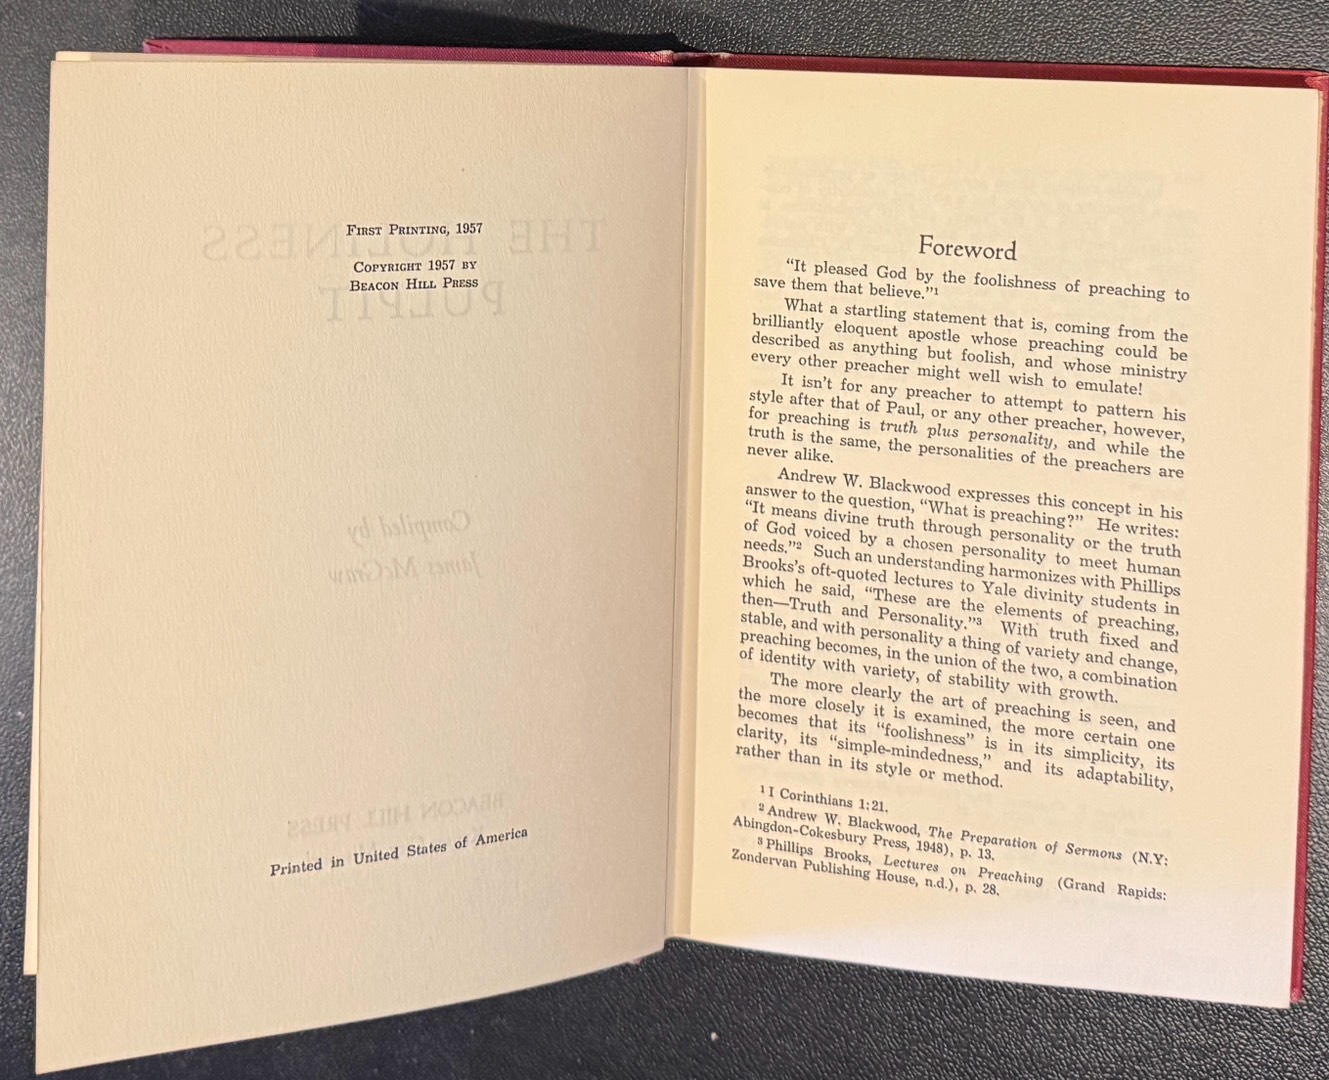 First Printing, 1957
Copyright 1957 by
Beacon Hill Press
THE HOLINESS
PULPIT
Compiled by
James McGraw
BEACON HILL PRESS
Printed in United States of America
Foreword
“It pleased God by the foolishness of preaching to
save them that believe.”¹
What a startling statement that is, coming from the
brilliantly eloquent apostle whose preaching could be
described as anything but foolish, and whose ministry
every other preacher might well wish to emulate!
It isn’t for any preacher to attempt to pattern his
style after that of Paul, or any other preacher, however,
for preaching is truth plus personality, and while the
truth is the same, the personalities of the preachers are
never alike.
Andrew W. Blackwood expresses this concept in his
answer to the question, “What is preaching?” He writes:
“It means divine truth through personality or the truth
of God voiced by a chosen personality to meet human
needs.”² Such an understanding harmonizes with Phillips
Brooks’s oft-quoted lectures to Yale divinity students in
which he said, “These are the elements of preaching,
then—Truth and Personality.”³ With truth fixed and
stable, and with personality a thing of variety and change,
preaching becomes, in the union of the two, a combination
of identity with variety, of stability with growth.
The more clearly the art of preaching is seen, and
the more closely it is examined, the more certain one
becomes that its “foolishness” is in its simplicity, its
clarity, its “simple-mindedness,” and its adaptability,
rather than in its style or method.
¹ I Corinthians 1:21.
² Andrew W. Blackwood, The Preparation of Sermons (N.Y:
Abingdon-Cokesbury Press, 1948), p. 13.
³ Phillips Brooks, Lectures on Preaching (Grand Rapids:
Zondervan Publishing House, n.d.), p. 28.